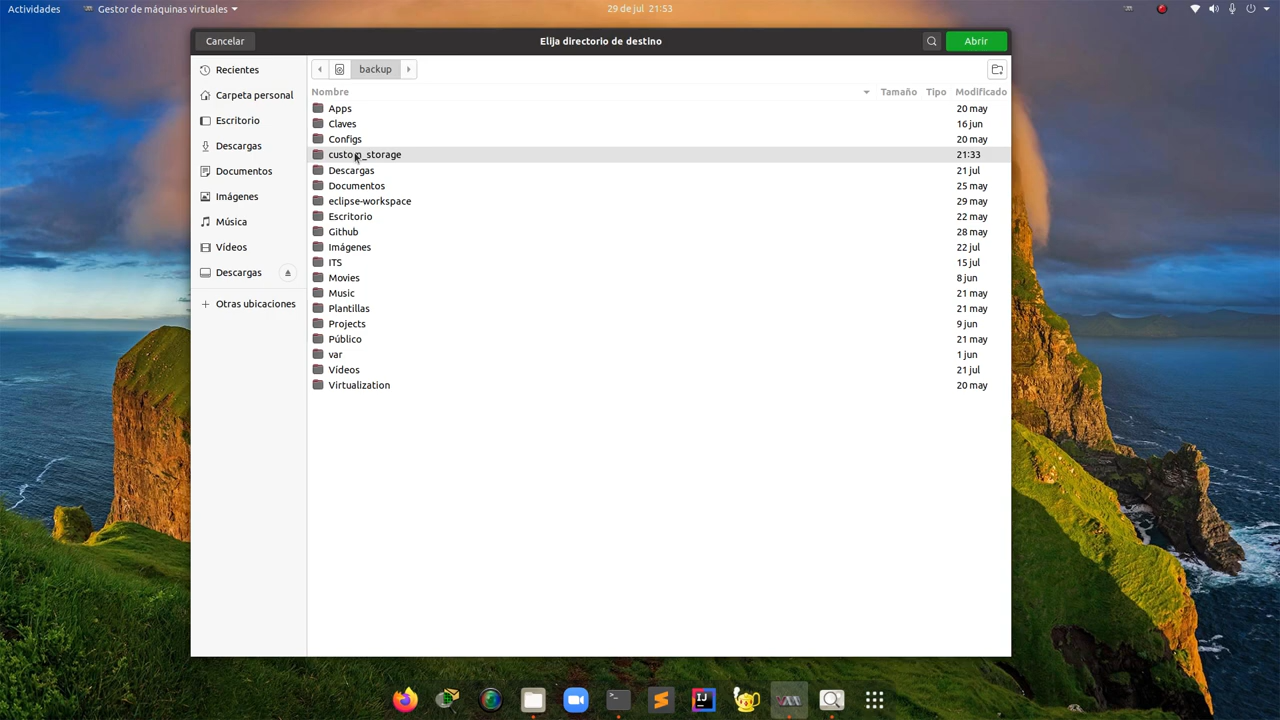 Actividades Gestor de máquinas virtuales 29 de jul 21:53
Cancelar Elija directorio de destino Abrir
Recientes
Carpeta personal
Escritorio
Descargas
Documentos
Imágenes
Música
Vídeos
Descargas
Otras ubicaciones
backup
Nombre Tamaño Tipo Modificado
Apps 20 may
Claves 16 jun
Configs 20 may
custom_storage 21:33
Descargas 21 jul
Documentos 25 may
eclipse-workspace 29 may
Escritorio 22 may
Github 28 may
Imágenes 22 jul
ITS 15 jul
Movies 8 jun
Music 21 may
Plantillas 21 may
Projects 9 jun
Público 21 may
var 1 jun
Vídeos 21 jul
Virtualization 20 may
IJ